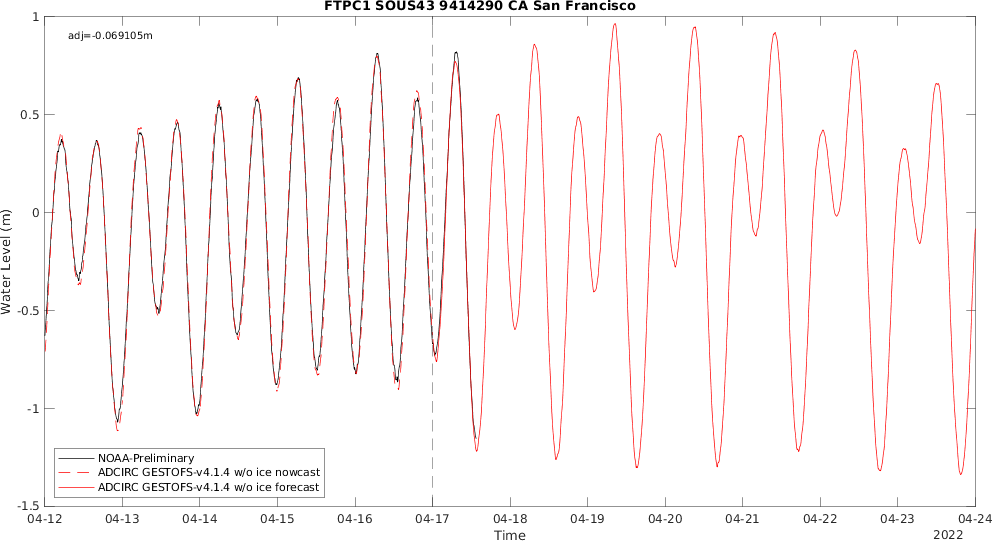 FTPC1 SOUS43 9414290 CA San Francisco
adj=-0.069105m
1
0.5
0
-0.5
-1
-1.5
Water Level (m)
NOAA-Preliminary
ADCIRC GESTOFS-v4.1.4 w/o ice nowcast
ADCIRC GESTOFS-v4.1.4 w/o ice forecast
04-12 04-13 04-14 04-15 04-16 04-17 04-18 04-19 04-20 04-21 04-22 04-23 04-24
Time
2022